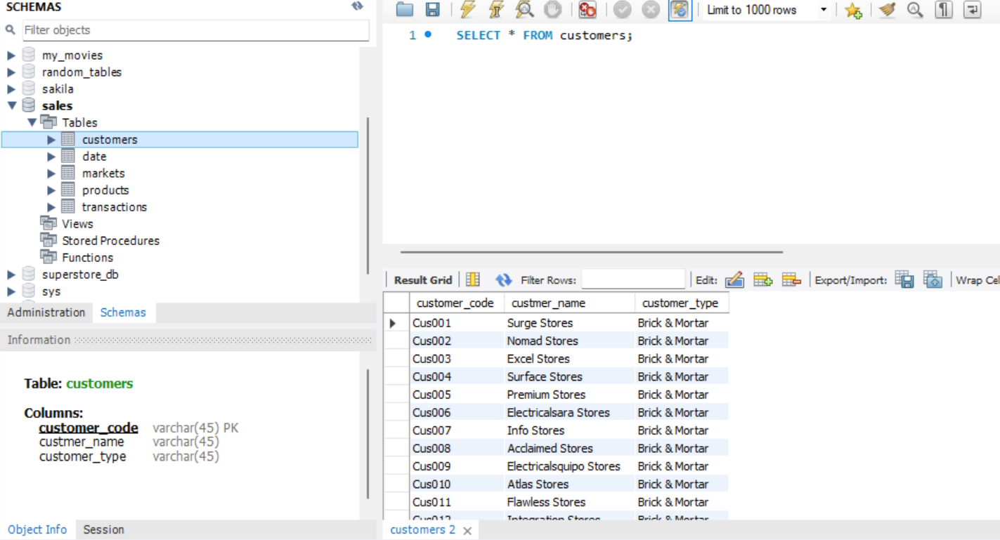 SCHEMAS
Filter objects
my_movies
random_tables
sakila
sales
Tables
customers
date
markets
products
transactions
Views
Stored Procedures
Functions
superstore_db
sys
Administration Schemas
Information
Table: customers
Columns:
customer_code varchar(45) PK
custmer_name varchar(45)
customer_type varchar(45)
Object Info Session
Limit to 1000 rows
1 SELECT * FROM customers;
Result Grid Filter Rows: Edit: Export/Import: Wrap Cel
customer_code custmer_name customer_type
Cus001 Surge Stores Brick & Mortar
Cus002 Nomad Stores Brick & Mortar
Cus003 Excel Stores Brick & Mortar
Cus004 Surface Stores Brick & Mortar
Cus005 Premium Stores Brick & Mortar
Cus006 Electricalsara Stores Brick & Mortar
Cus007 Info Stores Brick & Mortar
Cus008 Acclaimed Stores Brick & Mortar
Cus009 Electricalsquipo Stores Brick & Mortar
Cus010 Atlas Stores Brick & Mortar
Cus011 Flawless Stores Brick & Mortar
Cus012 Integration Stores Brick & Mortar
customers 2